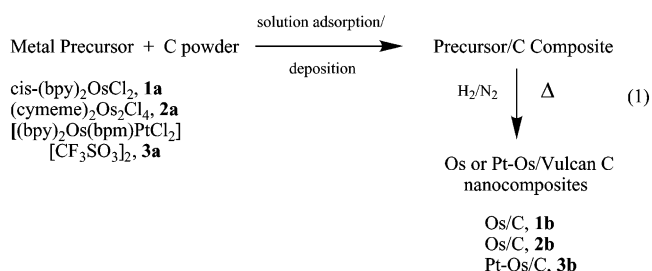 solution adsorption/
Metal Precursor + C powder
Precursor/C Composite
deposition
cis-(bpy)₂OsCl₂, 1a
(cymeme)₂Os₂Cl₄, 2a
[(bpy)₂Os(bpm)PtCl₂]
[CF₃SO₃]₂, 3a
H₂/N₂
Δ
(1)
Os or Pt-Os/Vulcan C
nanocomposites
Os/C, 1b
Os/C, 2b
Pt-Os/C, 3b